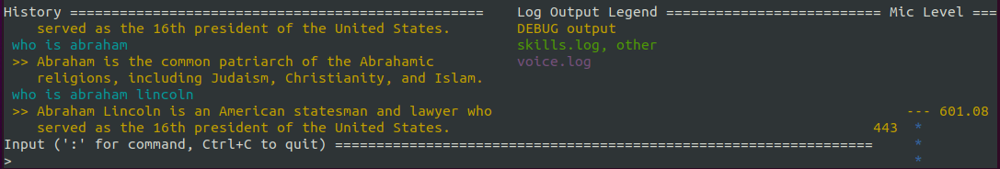 History ================================================== Log Output Legend ========================== Mic Level ===
served as the 16th president of the United States. DEBUG output
who is abraham skills.log, other
>> Abraham is the common patriarch of the Abrahamic voice.log
religions, including Judaism, Christianity, and Islam.
who is abraham lincoln
>> Abraham Lincoln is an American statesman and lawyer who --- 601.08
served as the 16th president of the United States. 443 *
Input (':' for command, Ctrl+C to quit) ================================================================= *
> *